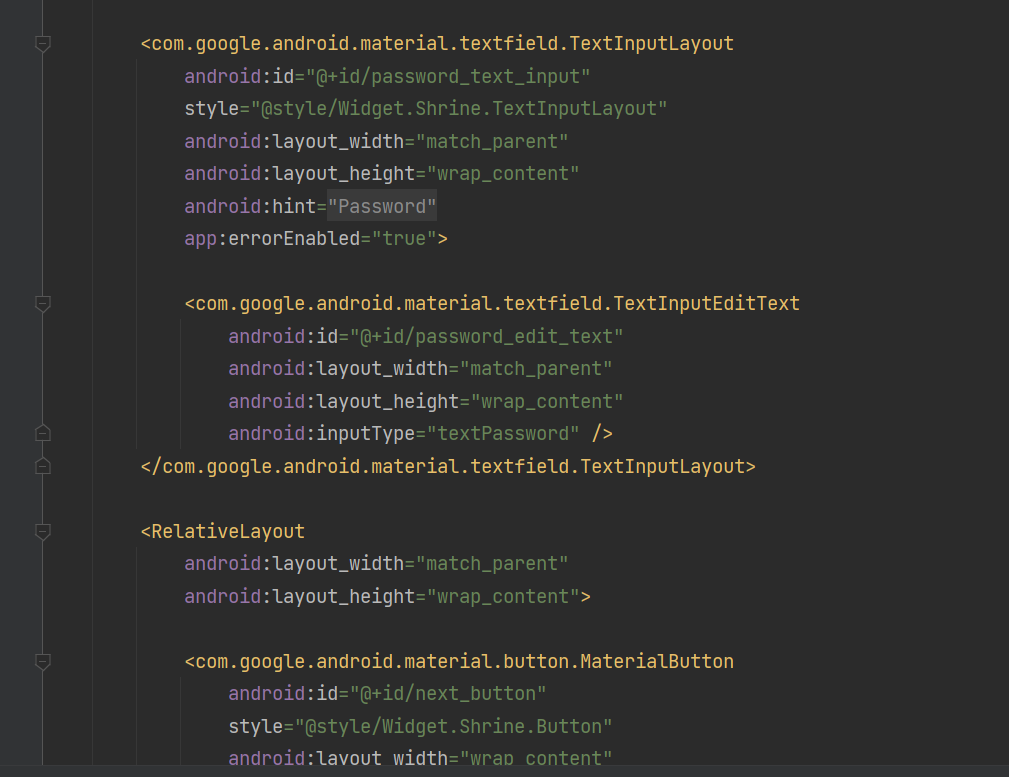 <com.google.android.material.textfield.TextInputLayout
android:id="@+id/password_text_input"
style="@style/Widget.Shrine.TextInputLayout"
android:layout_width="match_parent"
android:layout_height="wrap_content"
android:hint="Password"
app:errorEnabled="true">
<com.google.android.material.textfield.TextInputEditText
android:id="@+id/password_edit_text"
android:layout_width="match_parent"
android:layout_height="wrap_content"
android:inputType="textPassword" />
</com.google.android.material.textfield.TextInputLayout>
<RelativeLayout
android:layout_width="match_parent"
android:layout_height="wrap_content">
<com.google.android.material.button.MaterialButton
android:id="@+id/next_button"
style="@style/Widget.Shrine.Button"
android:layout_width="wrap_content"